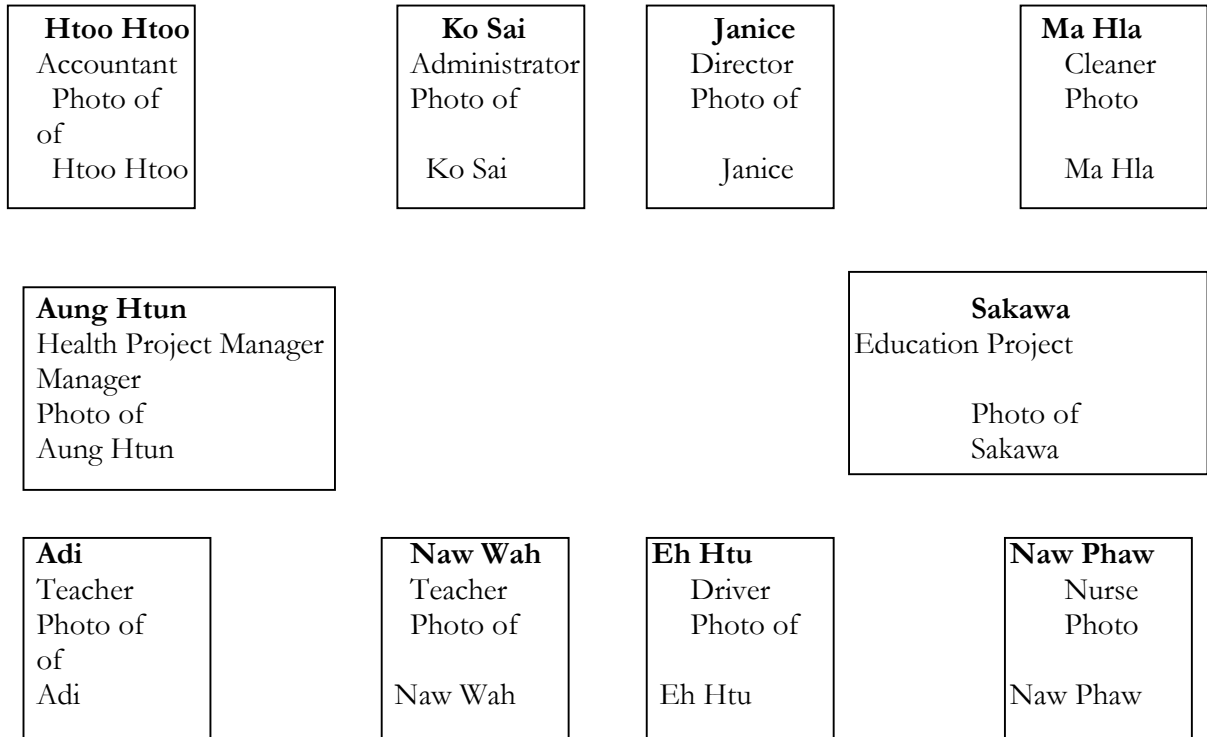 Htoo Htoo
Accountant
Photo of
of
Htoo Htoo
Ko Sai
Administrator
Photo of
Ko Sai
Janice
Director
Photo of
Janice
Ma Hla
Cleaner
Photo
Ma Hla
Aung Htun
Health Project Manager
Manager
Photo of
Aung Htun
Sakawa
Education Project
Photo of
Sakawa
Adi
Teacher
Photo of
of
Adi
Naw Wah
Teacher
Photo of
Naw Wah
Eh Htu
Driver
Photo of
Eh Htu
Naw Phaw
Nurse
Photo
Naw Phaw